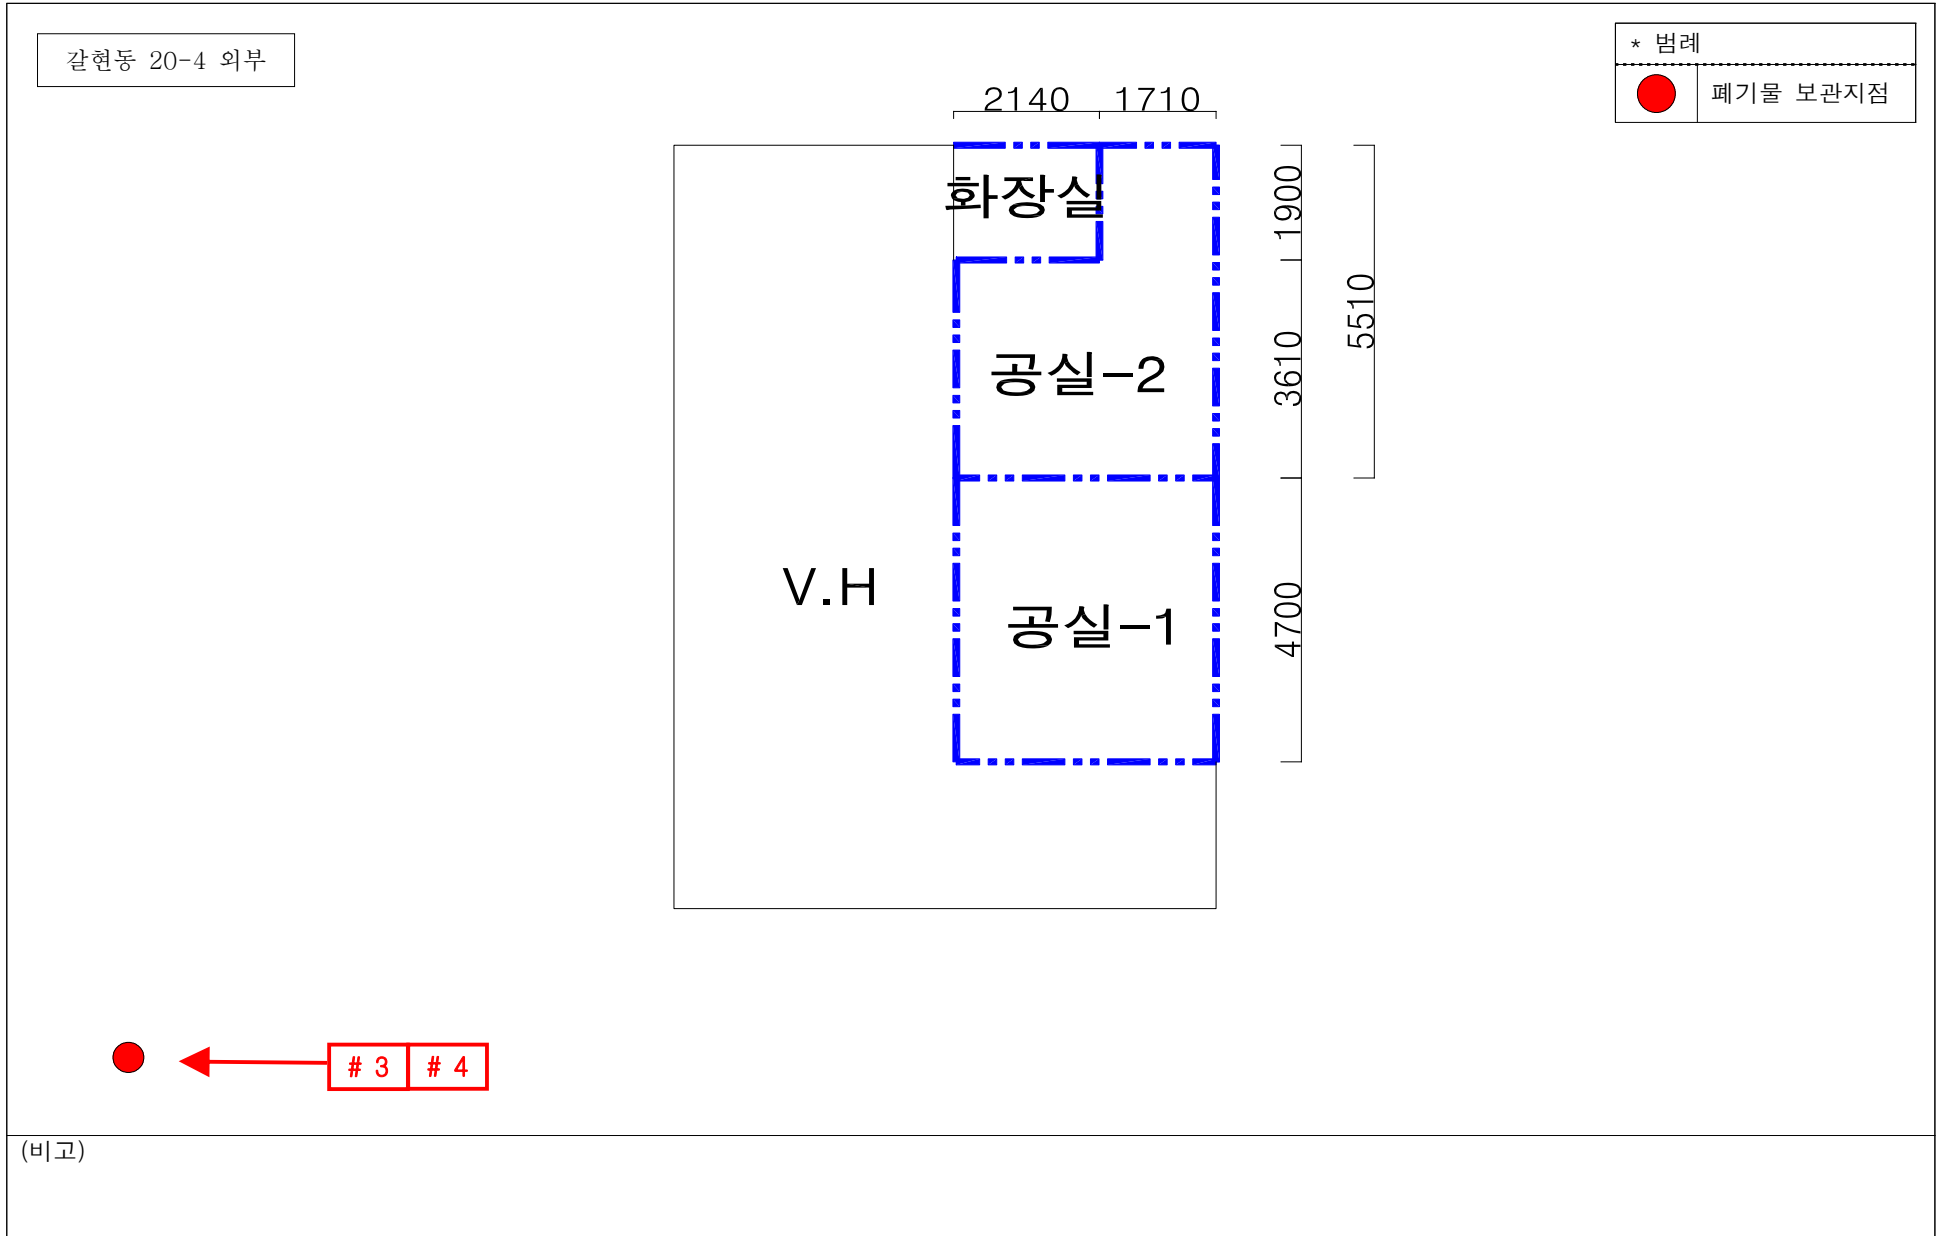 갈현동 20-4 외부
* 범례
폐기물 보관지점
2140
1710
화장실
1900
5510
3610
공실-2
V.H
공실-1
4700
# 3
# 4
(비고)